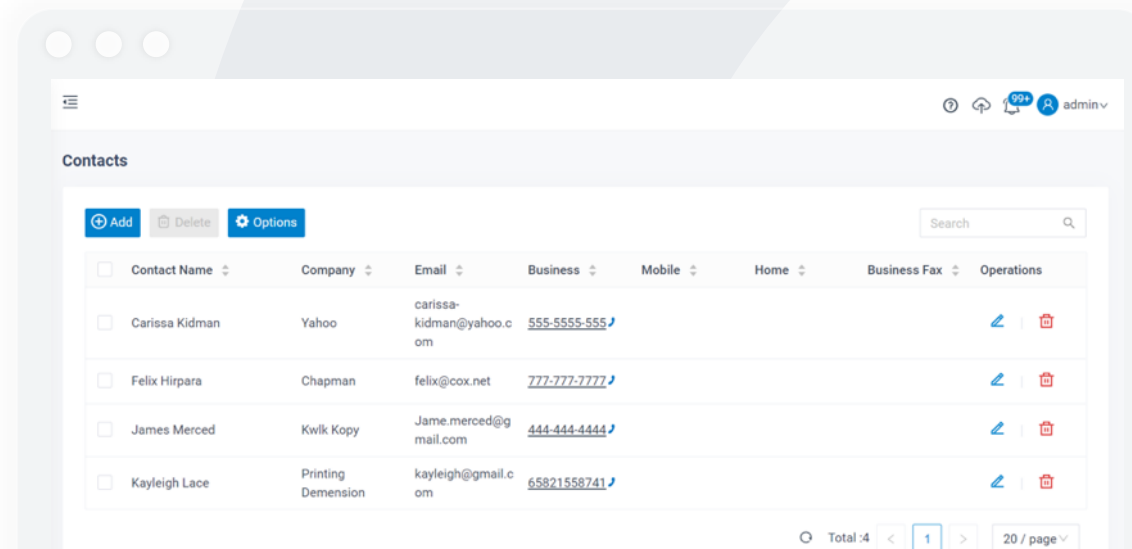 99+ admin
Contacts
Add Delete Options Search
Contact Name Company Email Business Mobile Home Business Fax Operations
carissa-
Carissa Kidman Yahoo kidman@yahoo.c 555-5555-555
om
Felix Hirpara Chapman felix@cox.net 777-777-7777
Jame.merced@g
James Merced Kwlk Kopy 444-444-4444
mail.com
Printing kayleigh@gmail.c
Kayleigh Lace 65821558741
Demension om
Total :4 < 1 > 20 / page